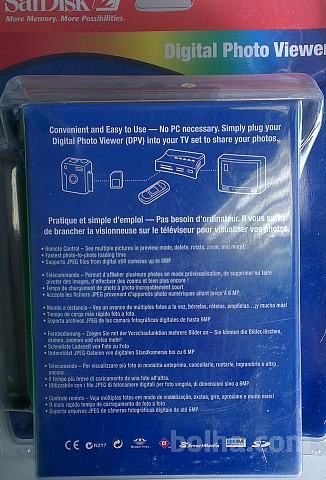 SanDisk
More Memory. More Possibilities.
Digital Photo Viewer
Convenient and Easy to Use — No PC necessary. Simply plug your
Digital Photo Viewer (DPV) into your TV set to share your photos.
Pratique et simple d'emploi — Pas besoin d'ordinateur. Il vous suffit
de brancher la visionneuse sur le téléviseur pour visualiser vos photos.
• Remote Control – See multiple pictures in preview mode, delete, rotate, zoom, and more!
• Fastest photo-to-photo loading time
• Supports JPEG files from digital still cameras up to 6MP
• Télécommande – Permet d'afficher plusieurs photos en mode prévisualisation, de supprimer ou faire
pivoter des images, d'effectuer des zooms et bien plus encore !
• Temps de chargement de photo à photo incroyablement court
• Accepte les fichiers JPEG provenant d'appareils photo numériques allant jusqu'à 6 MP.
• Mando a distancia – Vea un avance de múltiples fotos a la vez, bórrelas, rótelas, amplíelas...¡y mucho más!
• Tiempo de carga más rápido foto a foto
• Soporta archivos JPEG de las cámaras fotográficas digitales de hasta 6MP
• Fernbedienung – Zeigen Sie mit der Vorschaufunktion mehrere Bilder an – Sie können die Bilder löschen,
drehen, zoomen und vieles mehr!
• Schnellste Ladezeit von Foto zu Foto
• Unterstützt JPEG-Dateien von digitalen Standkameras bis zu 6 MP
• Telecomando – Per visualizzare più foto in modalità anteprima, cancellarle, ruotarle, ingrandirle e altro
ancora.
• Il tempo più breve di caricamento da una foto all'altra.
• Utilizzabile con i file JPEG di fotocamere digitali per foto singole, di dimensioni sino a 6MP.
• Controle remoto – Veja múltiplas fotos em modo de visualização, exclua, gire, aproxime e muito mais!
• O mais rápido tempo de carregamento de foto a foto
• Suporta arquivos JPEG de câmeras fotográficas digitais de até 6MP
CE N217 SmartMedia SD
bolha.com